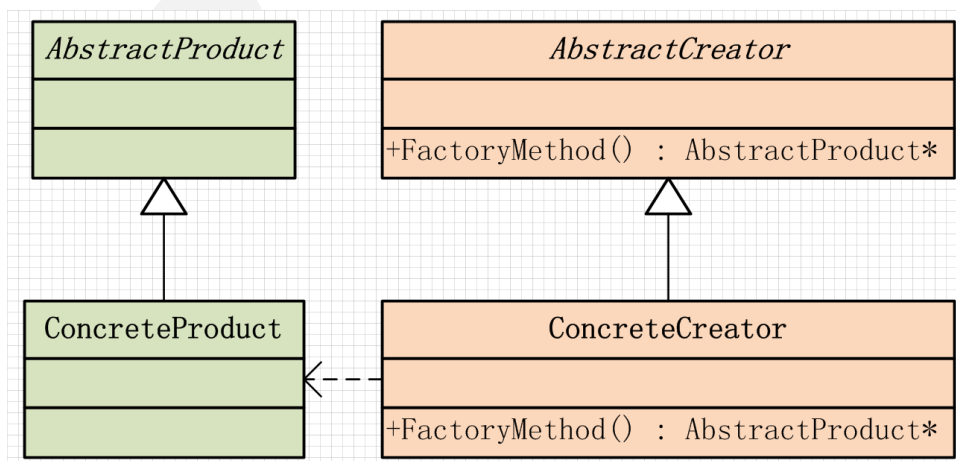 AbstractProduct
AbstractCreator
+FactoryMethod() : AbstractProduct*
ConcreteProduct
ConcreteCreator
+FactoryMethod() : AbstractProduct*